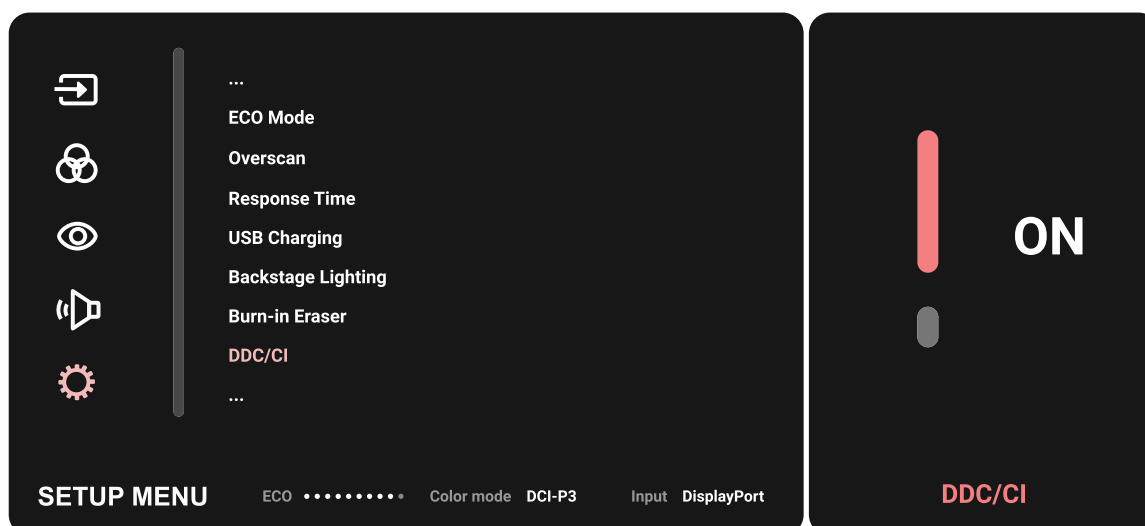 ...
ECO Mode
Overscan
Response Time
USB Charging
Backstage Lighting
Burn-in Eraser
DDC/CI
...
SETUP MENU
ECO
Color mode DCI-P3
Input DisplayPort
ON
DDC/CI